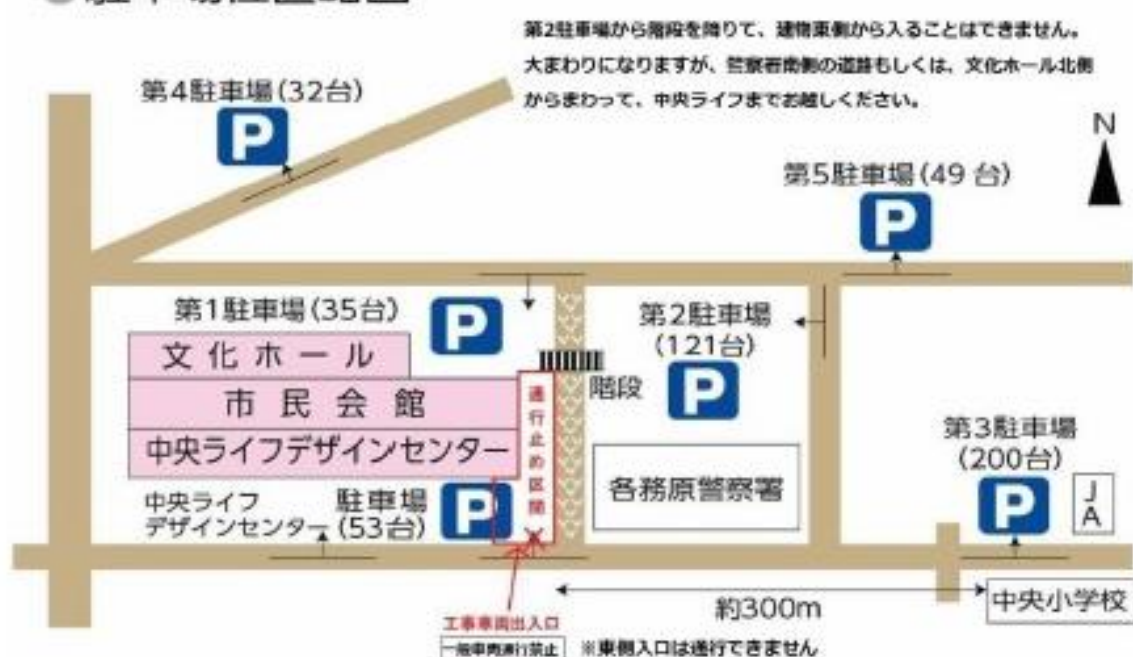 第2駐車場から階段を降りて、建物東側から入ることはできません。
大まわりになりますが、警察署南側の道路もしくは、文化ホール北側
からまわって、中央ライフまでお越しください。
第4駐車場(32台)
P
N
第5駐車場(49台)
P
第1駐車場(35台)
P
文化ホール
市民会館
中央ライフデザインセンター
通行止め区間
階段
第2駐車場
(121台)
P
各務原警察署
第3駐車場
(200台)
P
JA
中央ライフ
デザインセンター
駐車場
(53台)
P
約300m
中央小学校
工事車両出入口
一般車両通行禁止
※東側入口は通行できません